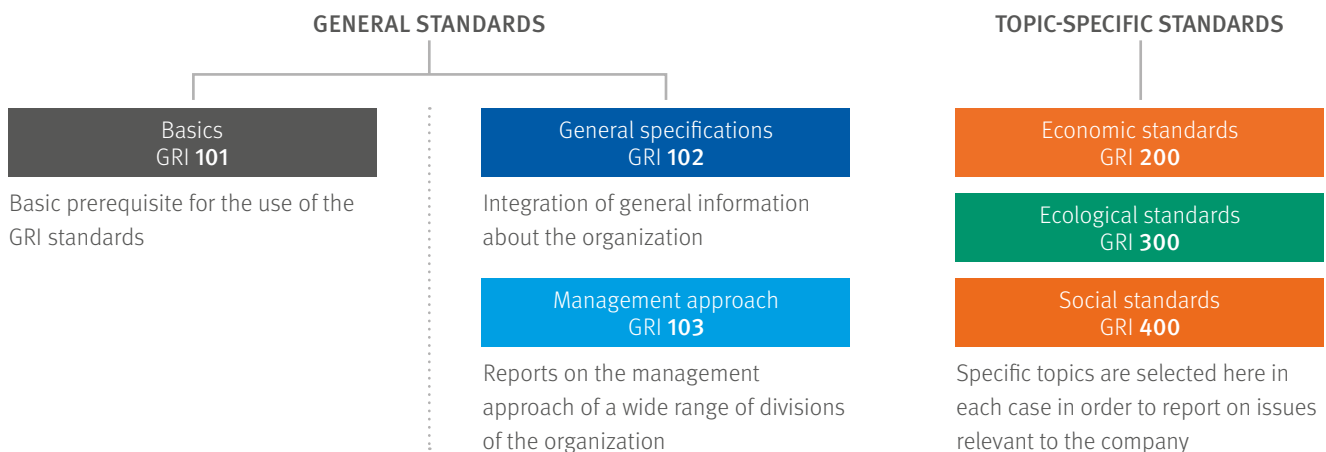 GENERAL STANDARDS
Basics
GRI 101
Basic prerequisite for the use of the
GRI standards
General specifications
GRI 102
Integration of general information
about the organization
Management approach
GRI 103
Reports on the management
approach of a wide range of divisions
of the organization
TOPIC-SPECIFIC STANDARDS
Economic standards
GRI 200
Ecological standards
GRI 300
Social standards
GRI 400
Specific topics are selected here in
each case in order to report on issues
relevant to the company